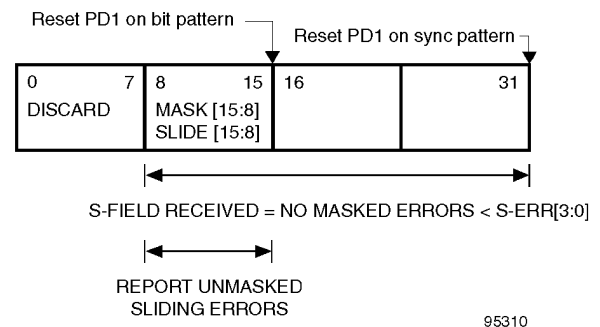 Reset PD1 on bit pattern
Reset PD1 on sync pattern
0 7 8 15 16 31
DISCARD MASK [15:8]
SLIDE [15:8]
S-FIELD RECEIVED = NO MASKED ERRORS < S-ERR[3:0]
REPORT UNMASKED
SLIDING ERRORS
95310